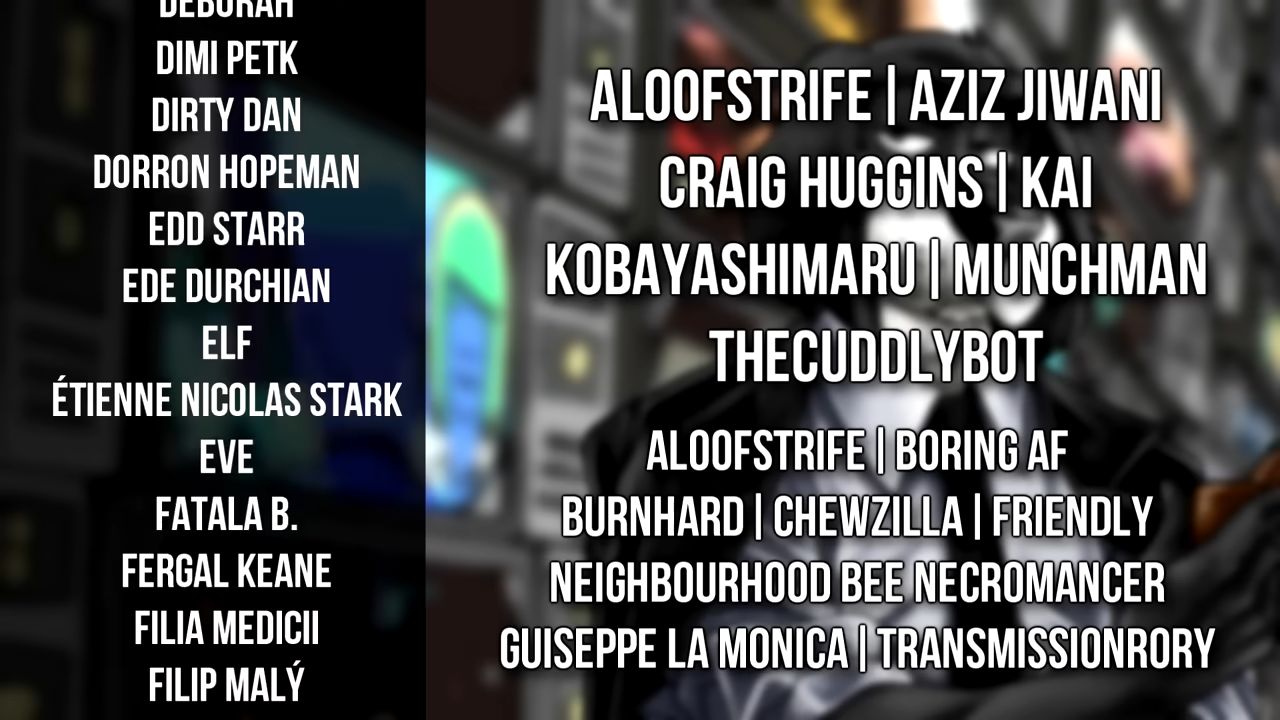 DEBORAH
DIMI PETK
DIRTY DAN
DORRON HOPEMAN
EDD STARR
EDE DURCHIAN
ELF
ÉTIENNE NICOLAS STARK
EVE
FATALA B.
FERGAL KEANE
FILIA MEDICII
FILIP MALÝ
ALOOFSTRIFE | AZIZ JIWANI
CRAIG HUGGINS | KAI
KOBAYASHIMARU | MUNCHMAN
THECUDDLYBOT
ALOOFSTRIFE | BORING AF
BURNHARD | CHEWZILLA | FRIENDLY
NEIGHBOURHOOD BEE NECROMANCER
GUISEPPE LA MONICA | TRANSMISSIONRORY